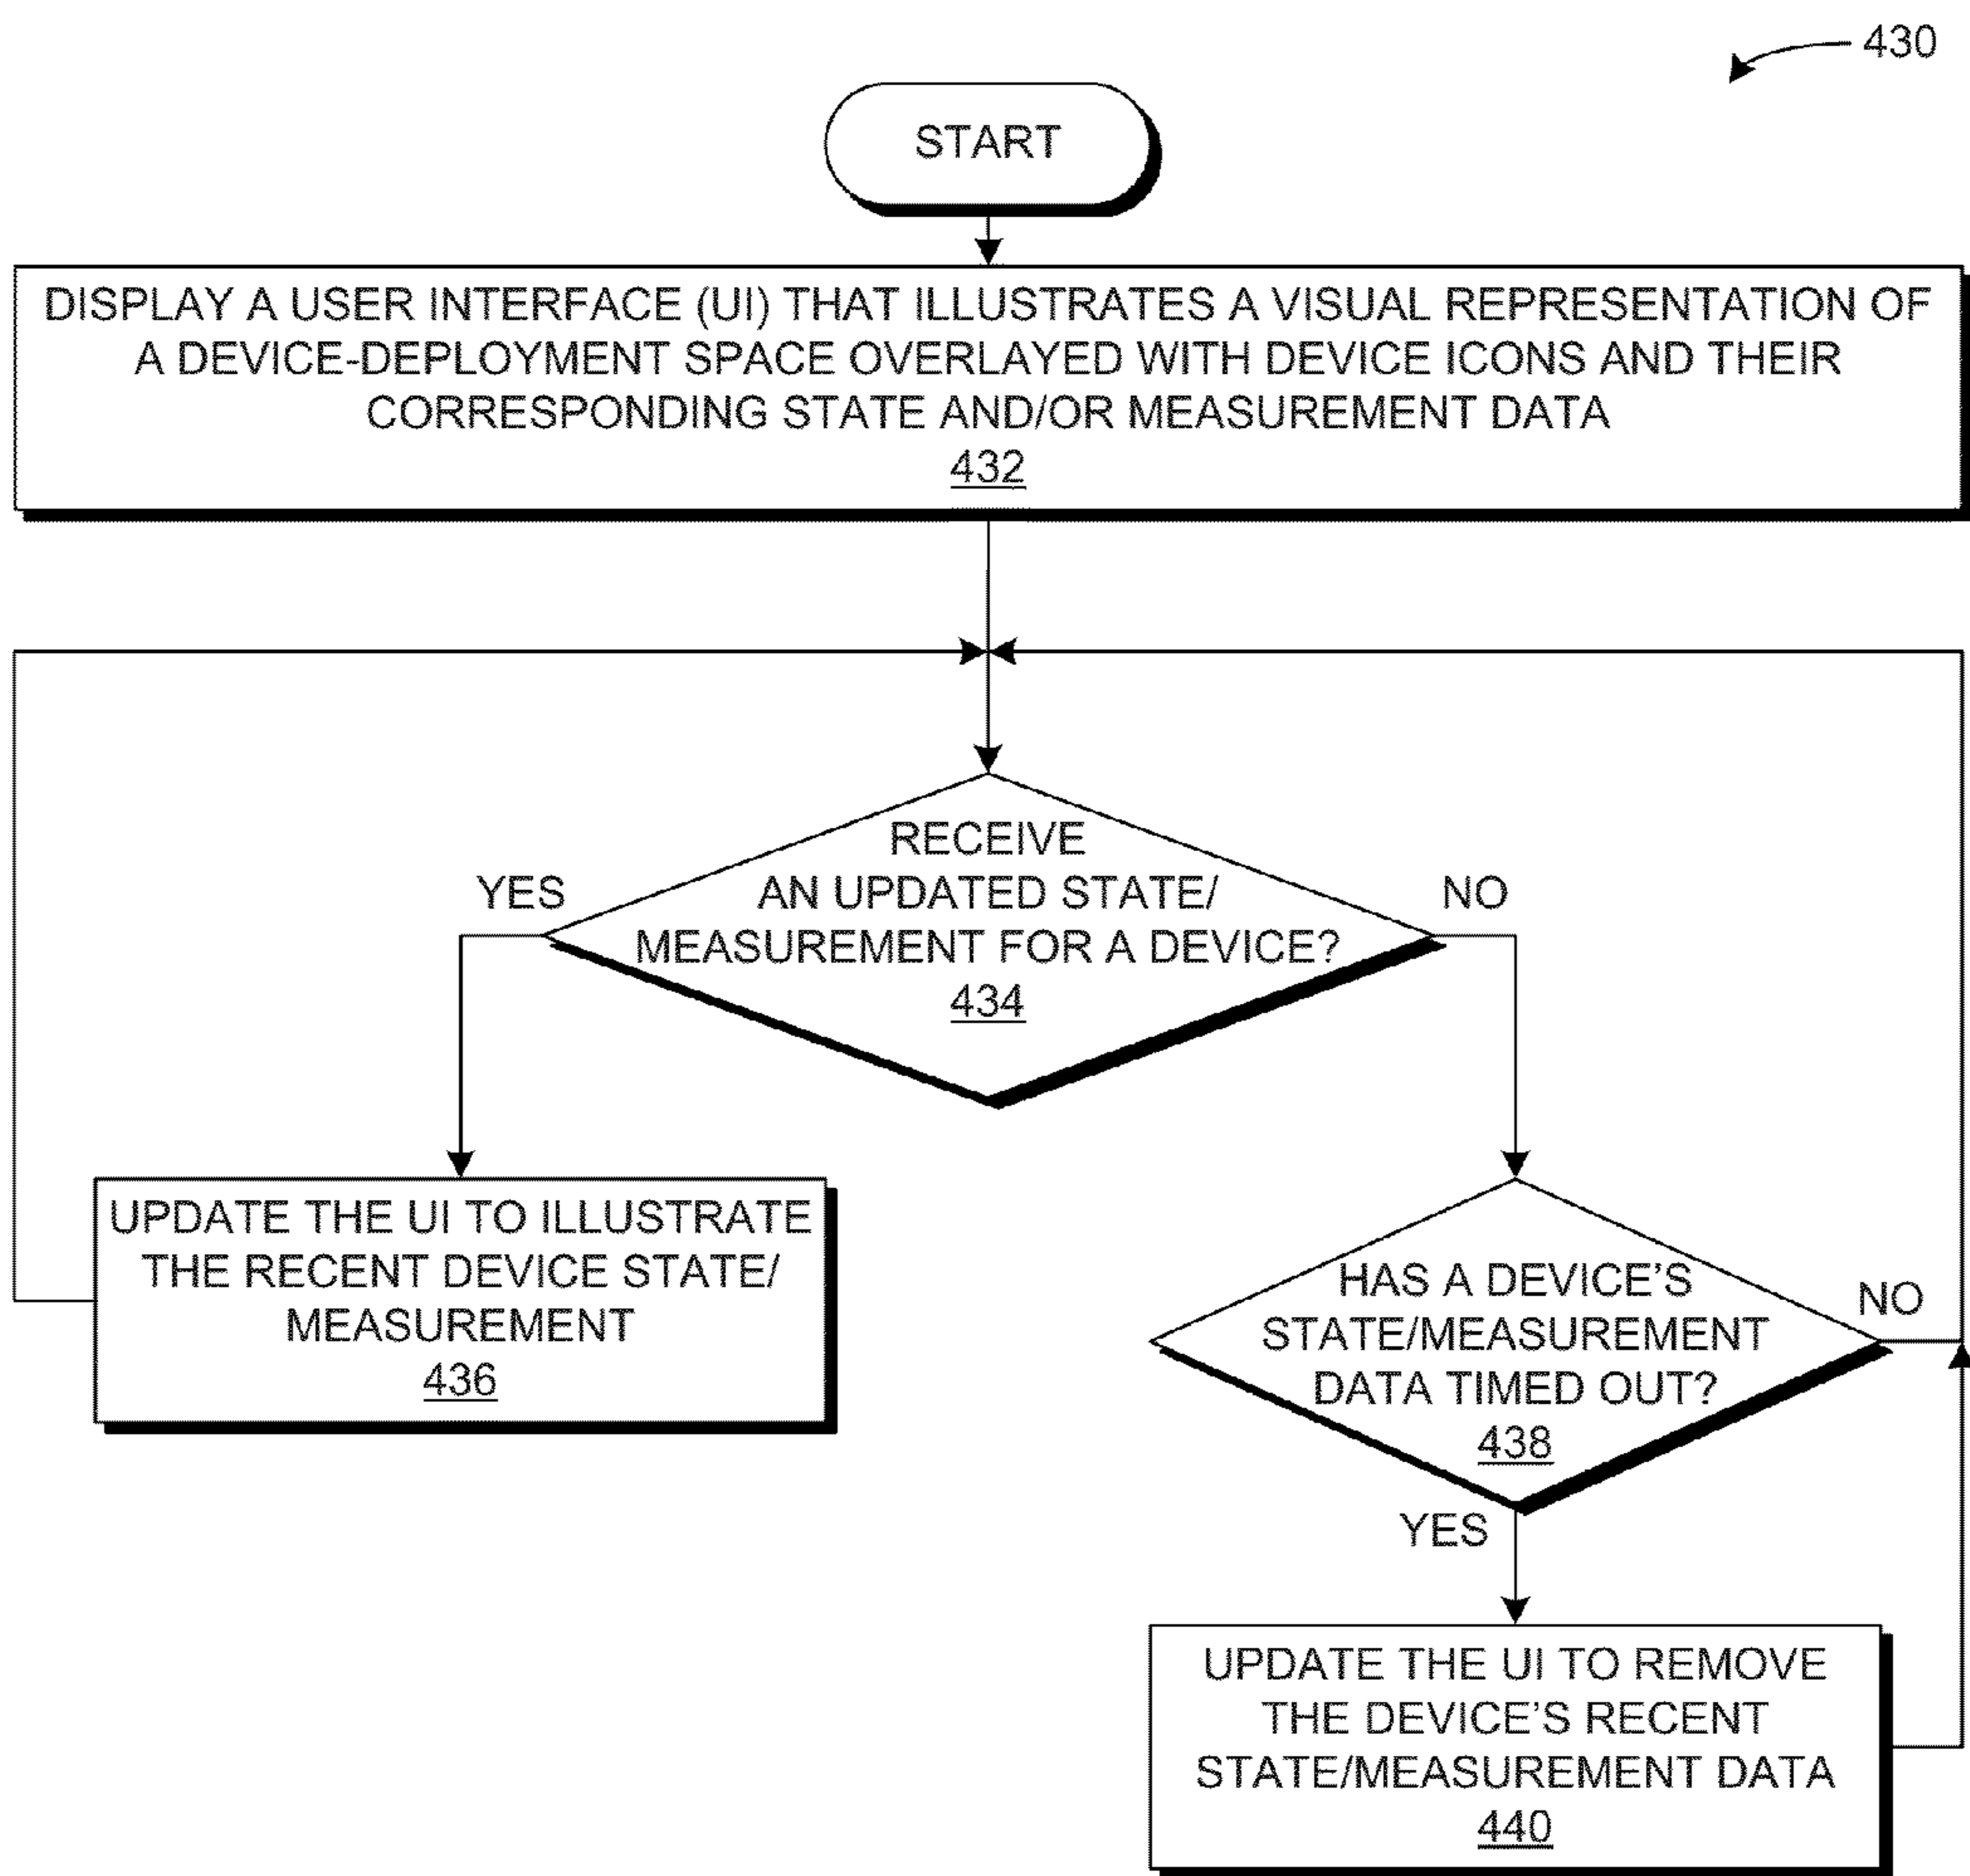 430
START
DISPLAY A USER INTERFACE (UI) THAT ILLUSTRATES A VISUAL REPRESENTATION OF
A DEVICE-DEPLOYMENT SPACE OVERLAYED WITH DEVICE ICONS AND THEIR
CORRESPONDING STATE AND/OR MEASUREMENT DATA
432
RECEIVE
AN UPDATED STATE/
MEASUREMENT FOR A DEVICE?
434
YES
NO
UPDATE THE UI TO ILLUSTRATE
THE RECENT DEVICE STATE/
MEASUREMENT
436
HAS A DEVICE'S
STATE/MEASUREMENT
DATA TIMED OUT?
438
NO
YES
UPDATE THE UI TO REMOVE
THE DEVICE'S RECENT
STATE/MEASUREMENT DATA
440